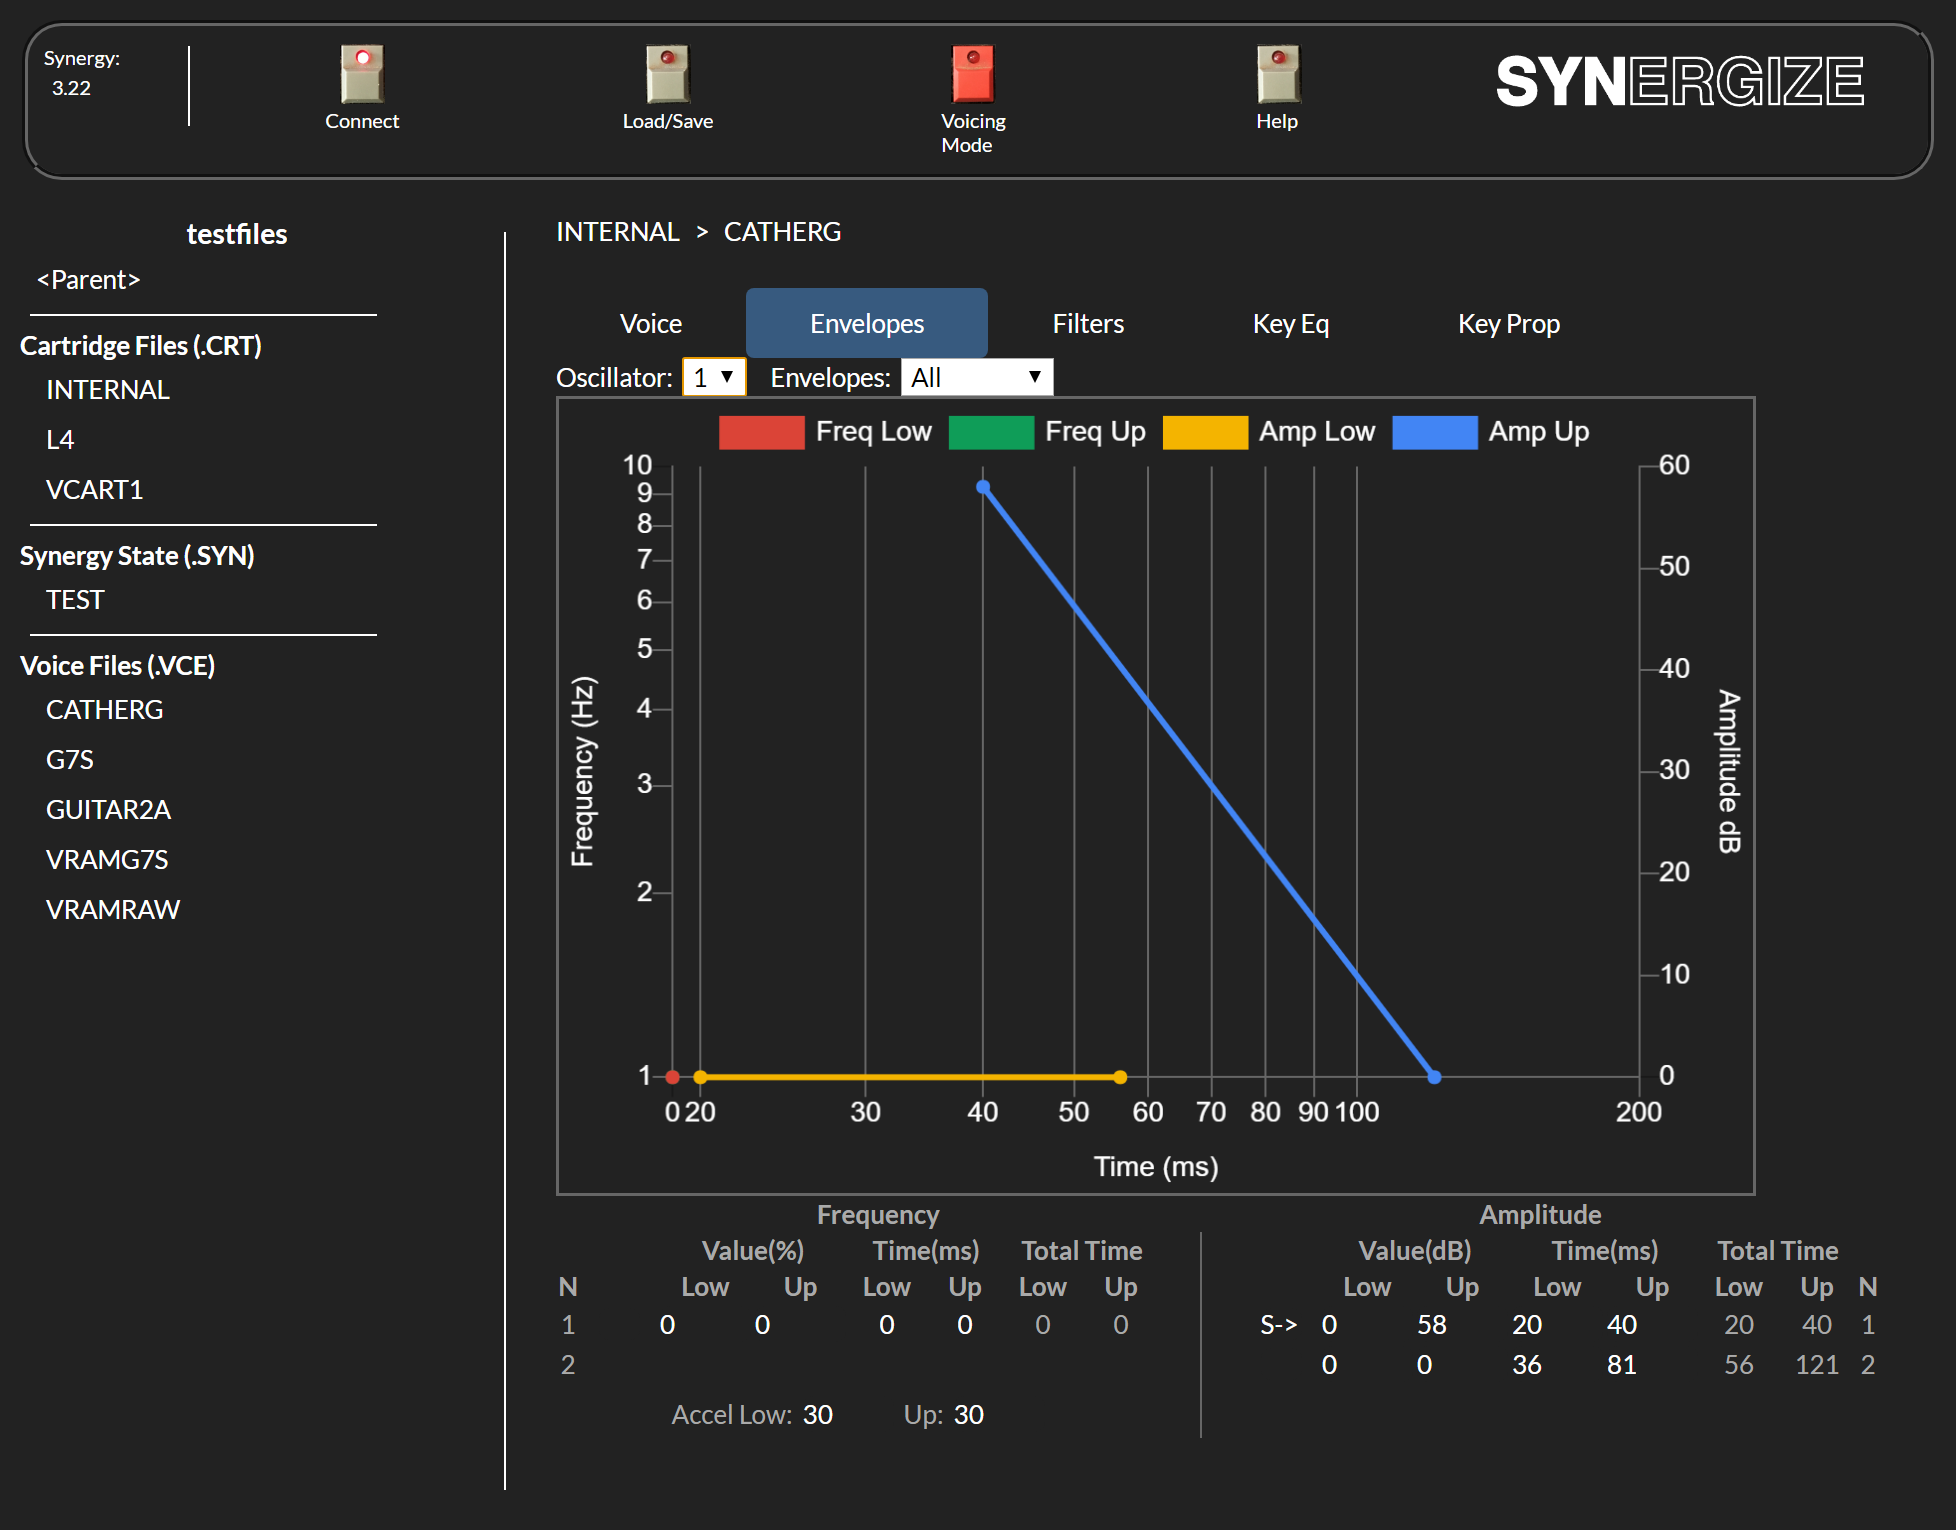 Synergy:
3.22
Connect
Load/Save
Voicing
Mode
Help
SYNERGIZE
testfiles
<Parent>
Cartridge Files (.CRT)
INTERNAL
L4
VCART1
Synergy State (.SYN)
TEST
Voice Files (.VCE)
CATHERG
G7S
GUITAR2A
VRAMG7S
VRAMRAW
INTERNAL > CATHERG
Voice Envelopes Filters Key Eq Key Prop
Oscillator: 1 ▼ Envelopes: All ▼
Freq Low Freq Up Amp Low Amp Up
Frequency (Hz)
10
9
8
7
6
5
4
3
2
1
60
50
40
30
20
10
0
Amplitude dB
0 20 30 40 50 60 70 80 90 100 200
Time (ms)
Frequency
Value(%) Time(ms) Total Time
N Low Up Low Up Low Up
1 0 0 0 0 0 0
2
Accel Low: 30 Up: 30
Amplitude
Value(dB) Time(ms) Total Time
Low Up Low Up Low Up N
S-> 0 58 20 40 20 40 1
0 0 36 81 56 121 2